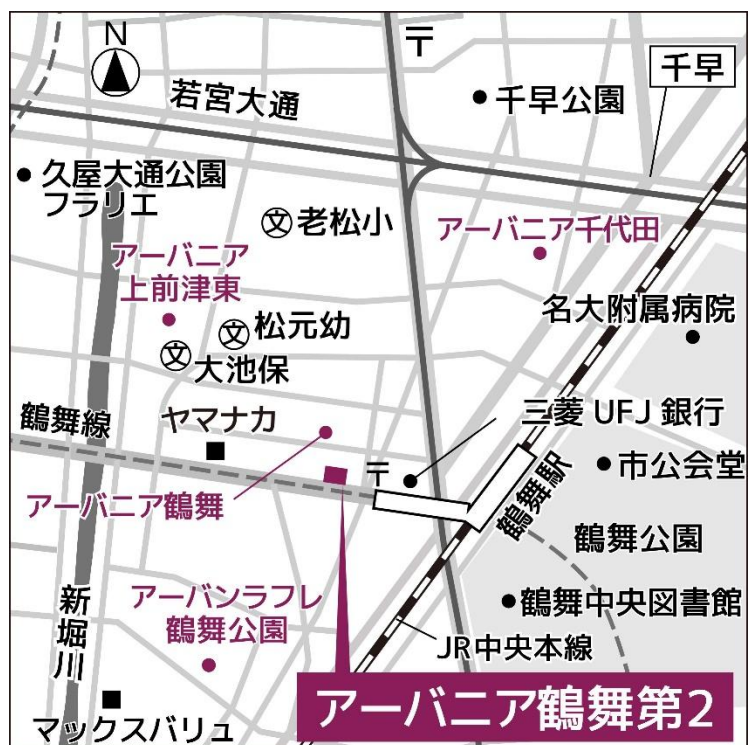 N
〒
千早
若宮大通
千早公園
久屋大通公園
フラリエ
文 老松小
アーバニア千代田
アーバニア
上前津東
名大附属病院
文 松元幼
文 大池保
鶴舞線
ヤマナカ
三菱 UFJ 銀行
〒
市公会堂
アーバニア鶴舞
鶴舞駅
鶴舞公園
アーバンラフレ
鶴舞公園
鶴舞中央図書館
新堀川
JR中央本線
アーバニア鶴舞第2
マックスバリュ